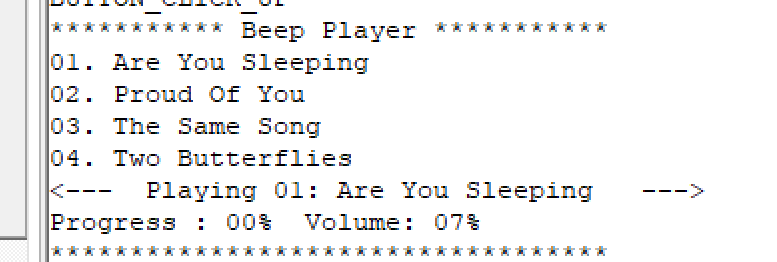 BUTTON_CLICK_UP
*********** Beep Player ***********
01. Are You Sleeping
02. Proud Of You
03. The Same Song
04. Two Butterflies
<---  Playing 01: Are You Sleeping   --->
Progress : 00%  Volume: 07%
***********************************